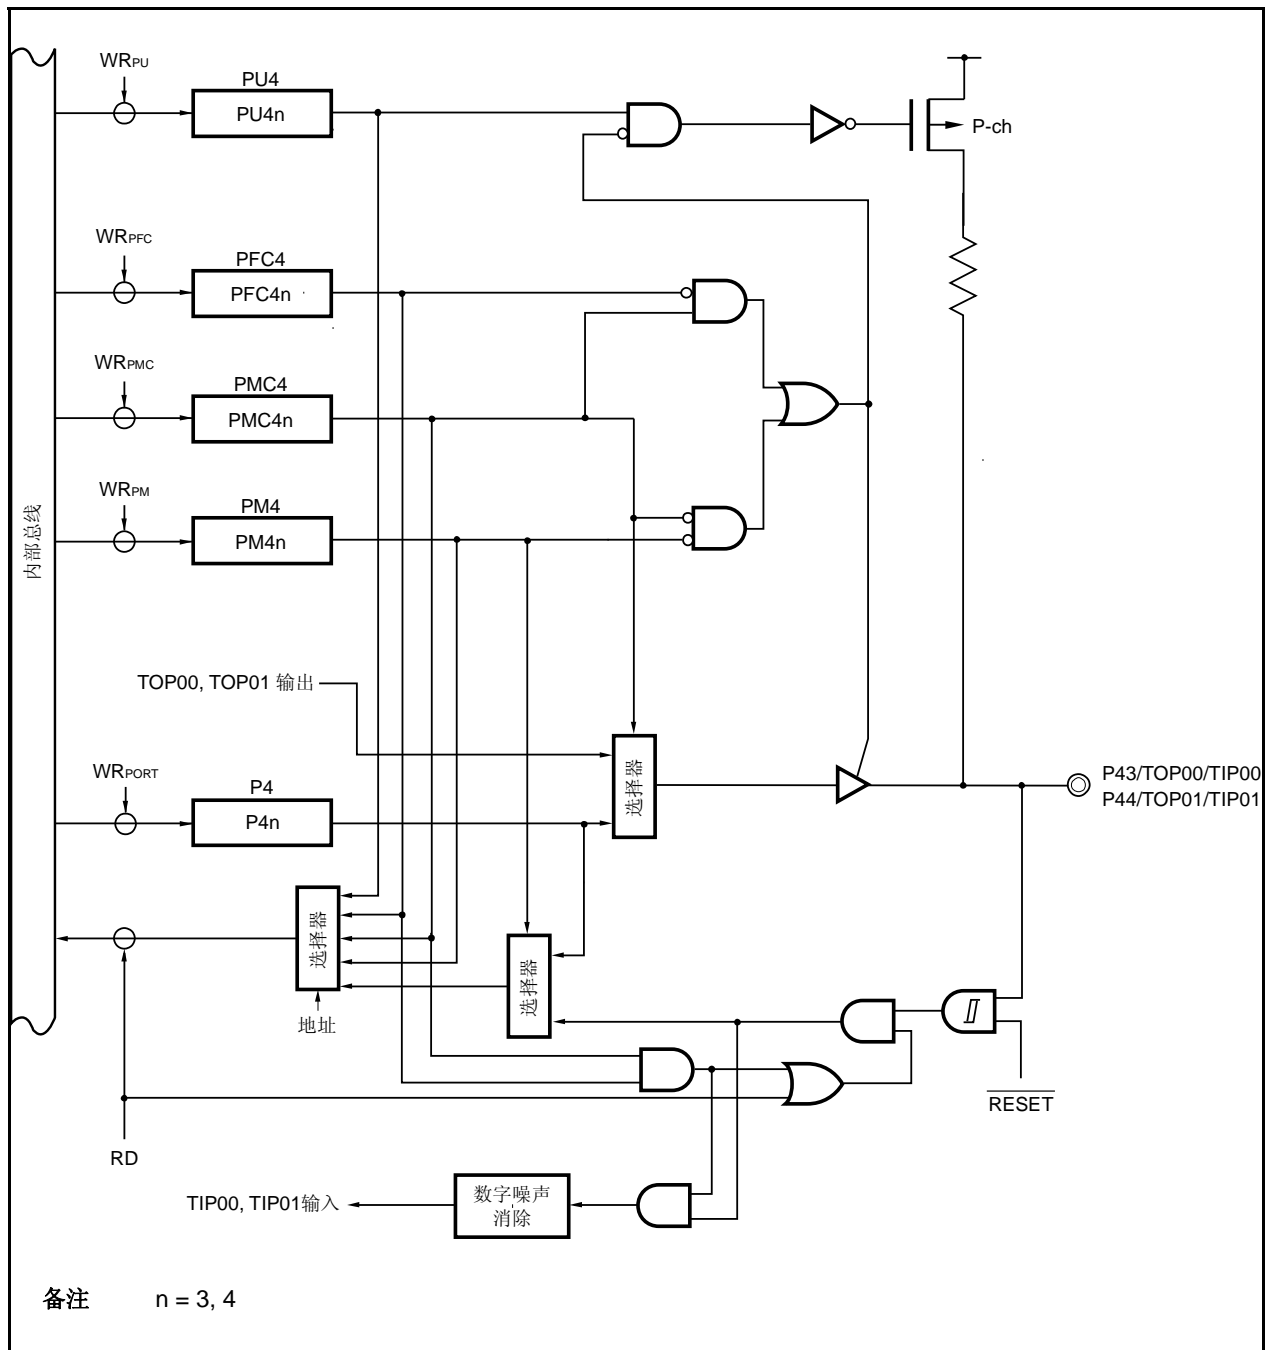 WRPU
PU4
PU4n
P-ch
WRPFC
PFC4
PFC4n
WRPMC
PMC4
PMC4n
WRPM
PM4
PM4n
内部总线
TOP00, TOP01 输出
选择器
WRPORT
P4
P4n
P43/TOP00/TIP00
P44/TOP01/TIP01
选择器
选择器
地址
RESET
RD
TIP00, TIP01输入
数字噪声
消除
备注 n = 3, 4